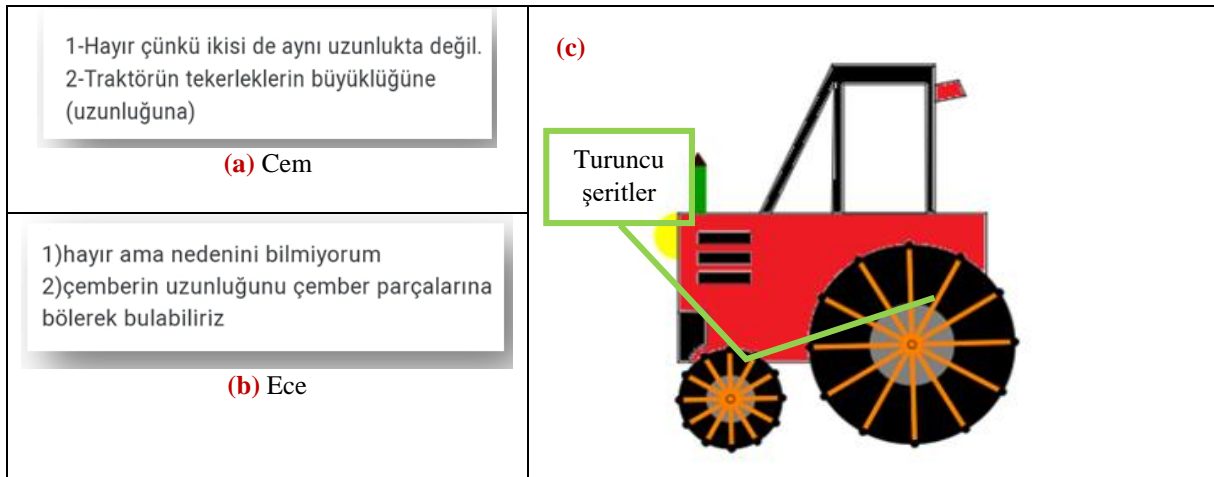 1-Hayır çünkü ikisi de aynı uzunlukta değil.
2-Traktörün tekerleklerin büyüklüğüne
(uzunluğuna)
(a) Cem
1)hayır ama nedenini bilmiyorum
2)çemberin uzunluğunu çember parçalarına
bölerek bulabiliriz
(b) Ece
(c)
Turuncu
şeritler